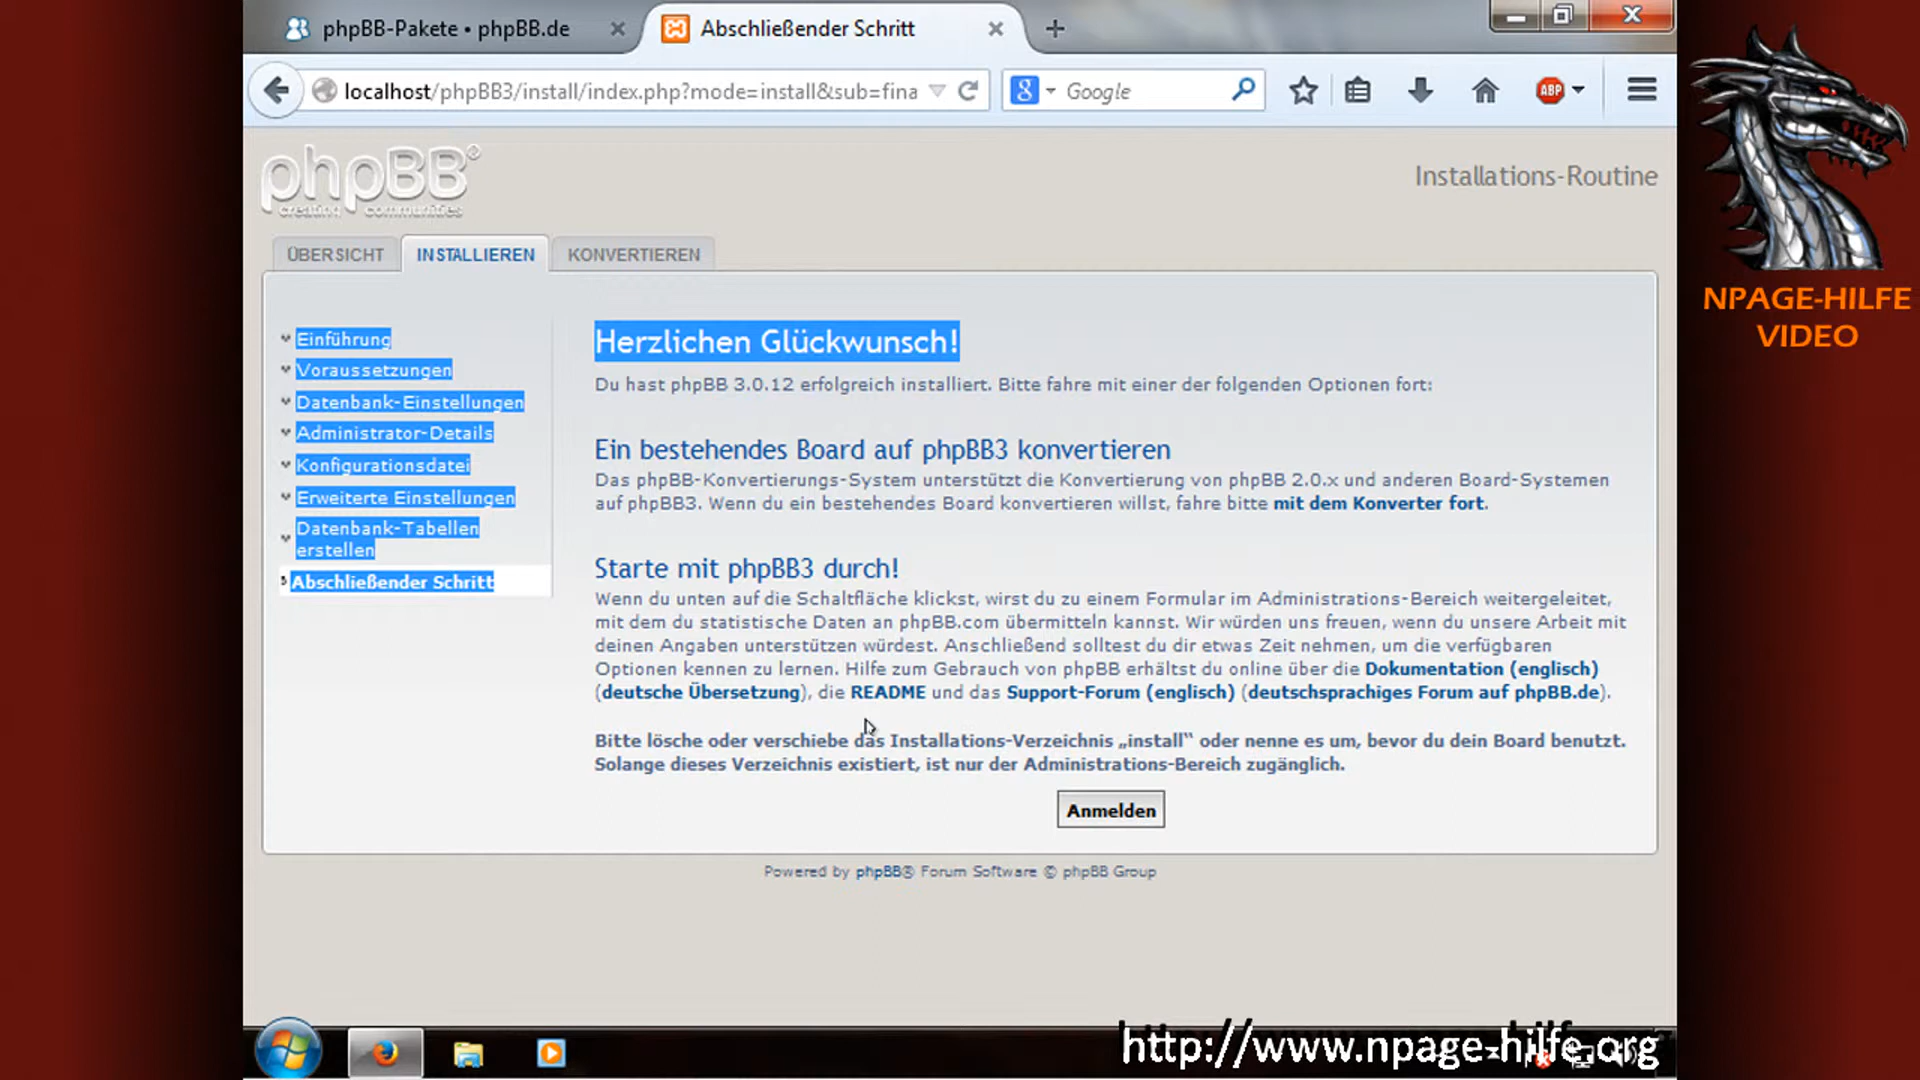 phpBB-Pakete • phpBB.de
Abschließender Schritt
localhost/phpBB3/install/index.php?mode=install&sub=fina
Google
ABP
phpBB®
creating communities
Installations-Routine
ÜBERSICHT
INSTALLIEREN
KONVERTIEREN
Einführung
Voraussetzungen
Datenbank-Einstellungen
Administrator-Details
Konfigurationsdatei
Erweiterte Einstellungen
Datenbank-Tabellen
erstellen
Abschließender Schritt
Herzlichen Glückwunsch!
Du hast phpBB 3.0.12 erfolgreich installiert. Bitte fahre mit einer der folgenden Optionen fort:
Ein bestehendes Board auf phpBB3 konvertieren
Das phpBB-Konvertierungs-System unterstützt die Konvertierung von phpBB 2.0.x und anderen Board-Systemen
auf phpBB3. Wenn du ein bestehendes Board konvertieren willst, fahre bitte mit dem Konverter fort.
Starte mit phpBB3 durch!
Wenn du unten auf die Schaltfläche klickst, wirst du zu einem Formular im Administrations-Bereich weitergeleitet,
mit dem du statistische Daten an phpBB.com übermitteln kannst. Wir würden uns freuen, wenn du unsere Arbeit mit
deinen Angaben unterstützen würdest. Anschließend solltest du dir etwas Zeit nehmen, um die verfügbaren
Optionen kennen zu lernen. Hilfe zum Gebrauch von phpBB erhältst du online über die Dokumentation (englisch)
(deutsche Übersetzung), die README und das Support-Forum (englisch) (deutschsprachiges Forum auf phpBB.de).
Bitte lösche oder verschiebe das Installations-Verzeichnis „install“ oder nenne es um, bevor du dein Board benutzt.
Solange dieses Verzeichnis existiert, ist nur der Administrations-Bereich zugänglich.
Anmelden
Powered by phpBB® Forum Software © phpBB Group
NPAGE-HILFE
VIDEO
http://www.npage-hilfe.org